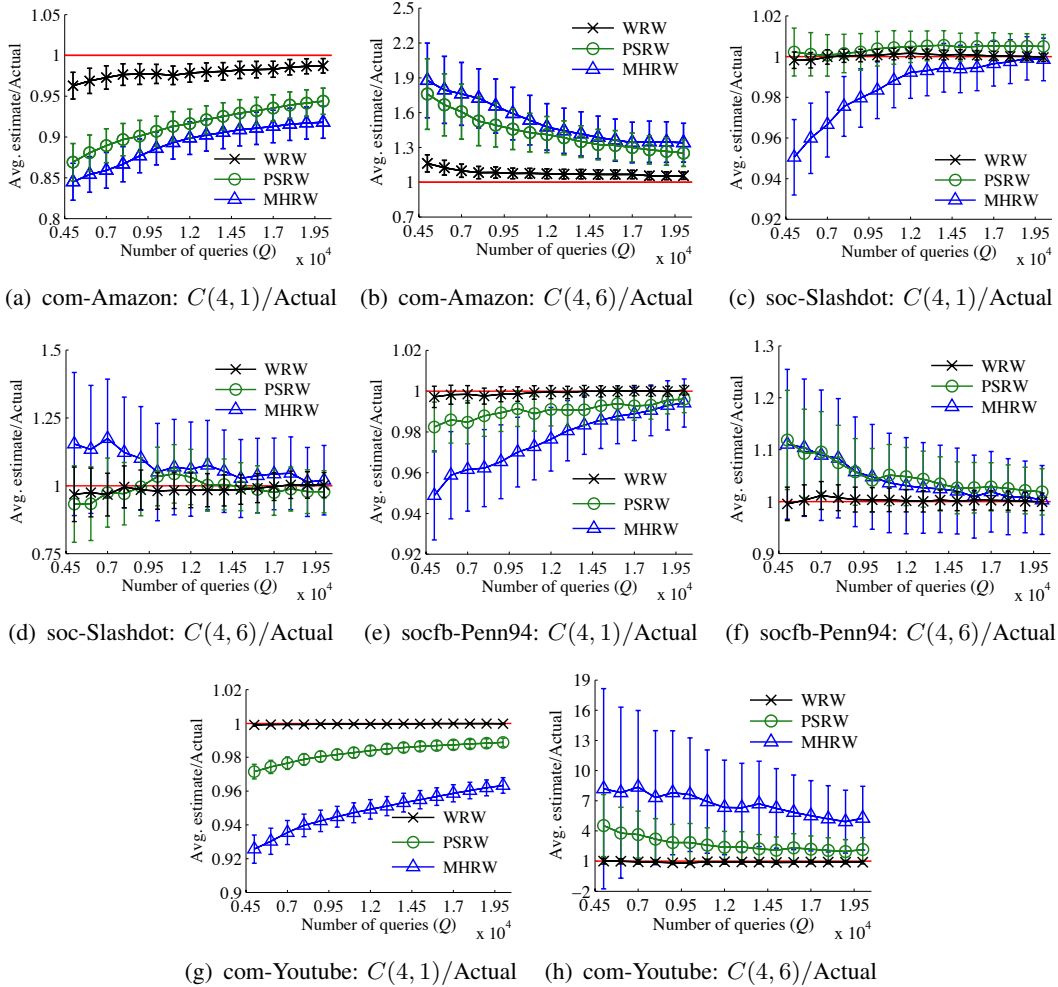 1.05
1
0.95
0.9
0.85
0.8
Avg. estimate/Actual
WRW
PSRW
MHRW
0.45 0.7 0.95 1.20 1.45 1.70 1.95
Number of queries (Q)
x 10^4
(a) com-Amazon: C(4, 1)/Actual
2.5
2.2
1.9
1.6
1.3
1
0.7
Avg. estimate/Actual
WRW
PSRW
MHRW
0.45 0.7 0.95 1.20 1.45 1.70 1.95
Number of queries (Q)
x 10^4
(b) com-Amazon: C(4, 6)/Actual
1.02
1
0.98
0.96
0.94
0.92
Avg. estimate/Actual
WRW
PSRW
MHRW
0.45 0.7 0.95 1.20 1.45 1.70 1.95
Number of queries (Q)
x 10^4
(c) soc-Slashdot: C(4, 1)/Actual
1.5
1.25
1
0.75
Avg. estimate/Actual
WRW
PSRW
MHRW
0.45 0.7 0.95 1.20 1.45 1.70 1.95
Number of queries (Q)
x 10^4
(d) soc-Slashdot: C(4, 6)/Actual
1.02
1
0.98
0.96
0.94
0.92
Avg. estimate/Actual
WRW
PSRW
MHRW
0.45 0.7 0.95 1.20 1.45 1.70 1.95
Number of queries (Q)
x 10^4
(e) socfb-Penn94: C(4, 1)/Actual
1.3
1.2
1.1
1
0.9
Avg. estimate/Actual
WRW
PSRW
MHRW
0.45 0.7 0.95 1.20 1.45 1.70 1.95
Number of queries (Q)
x 10^4
(f) socfb-Penn94: C(4, 6)/Actual
1.02
1
0.98
0.96
0.94
0.92
0.9
Avg. estimate/Actual
WRW
PSRW
MHRW
0.45 0.7 0.95 1.20 1.45 1.70 1.95
Number of queries (Q)
x 10^4
(g) com-Youtube: C(4, 1)/Actual
19
16
13
10
7
4
1
−2
Avg. estimate/Actual
WRW
PSRW
MHRW
0.45 0.7 0.95 1.20 1.45 1.70 1.95
Number of queries (Q)
x 10^4
(h) com-Youtube: C(4, 6)/Actual